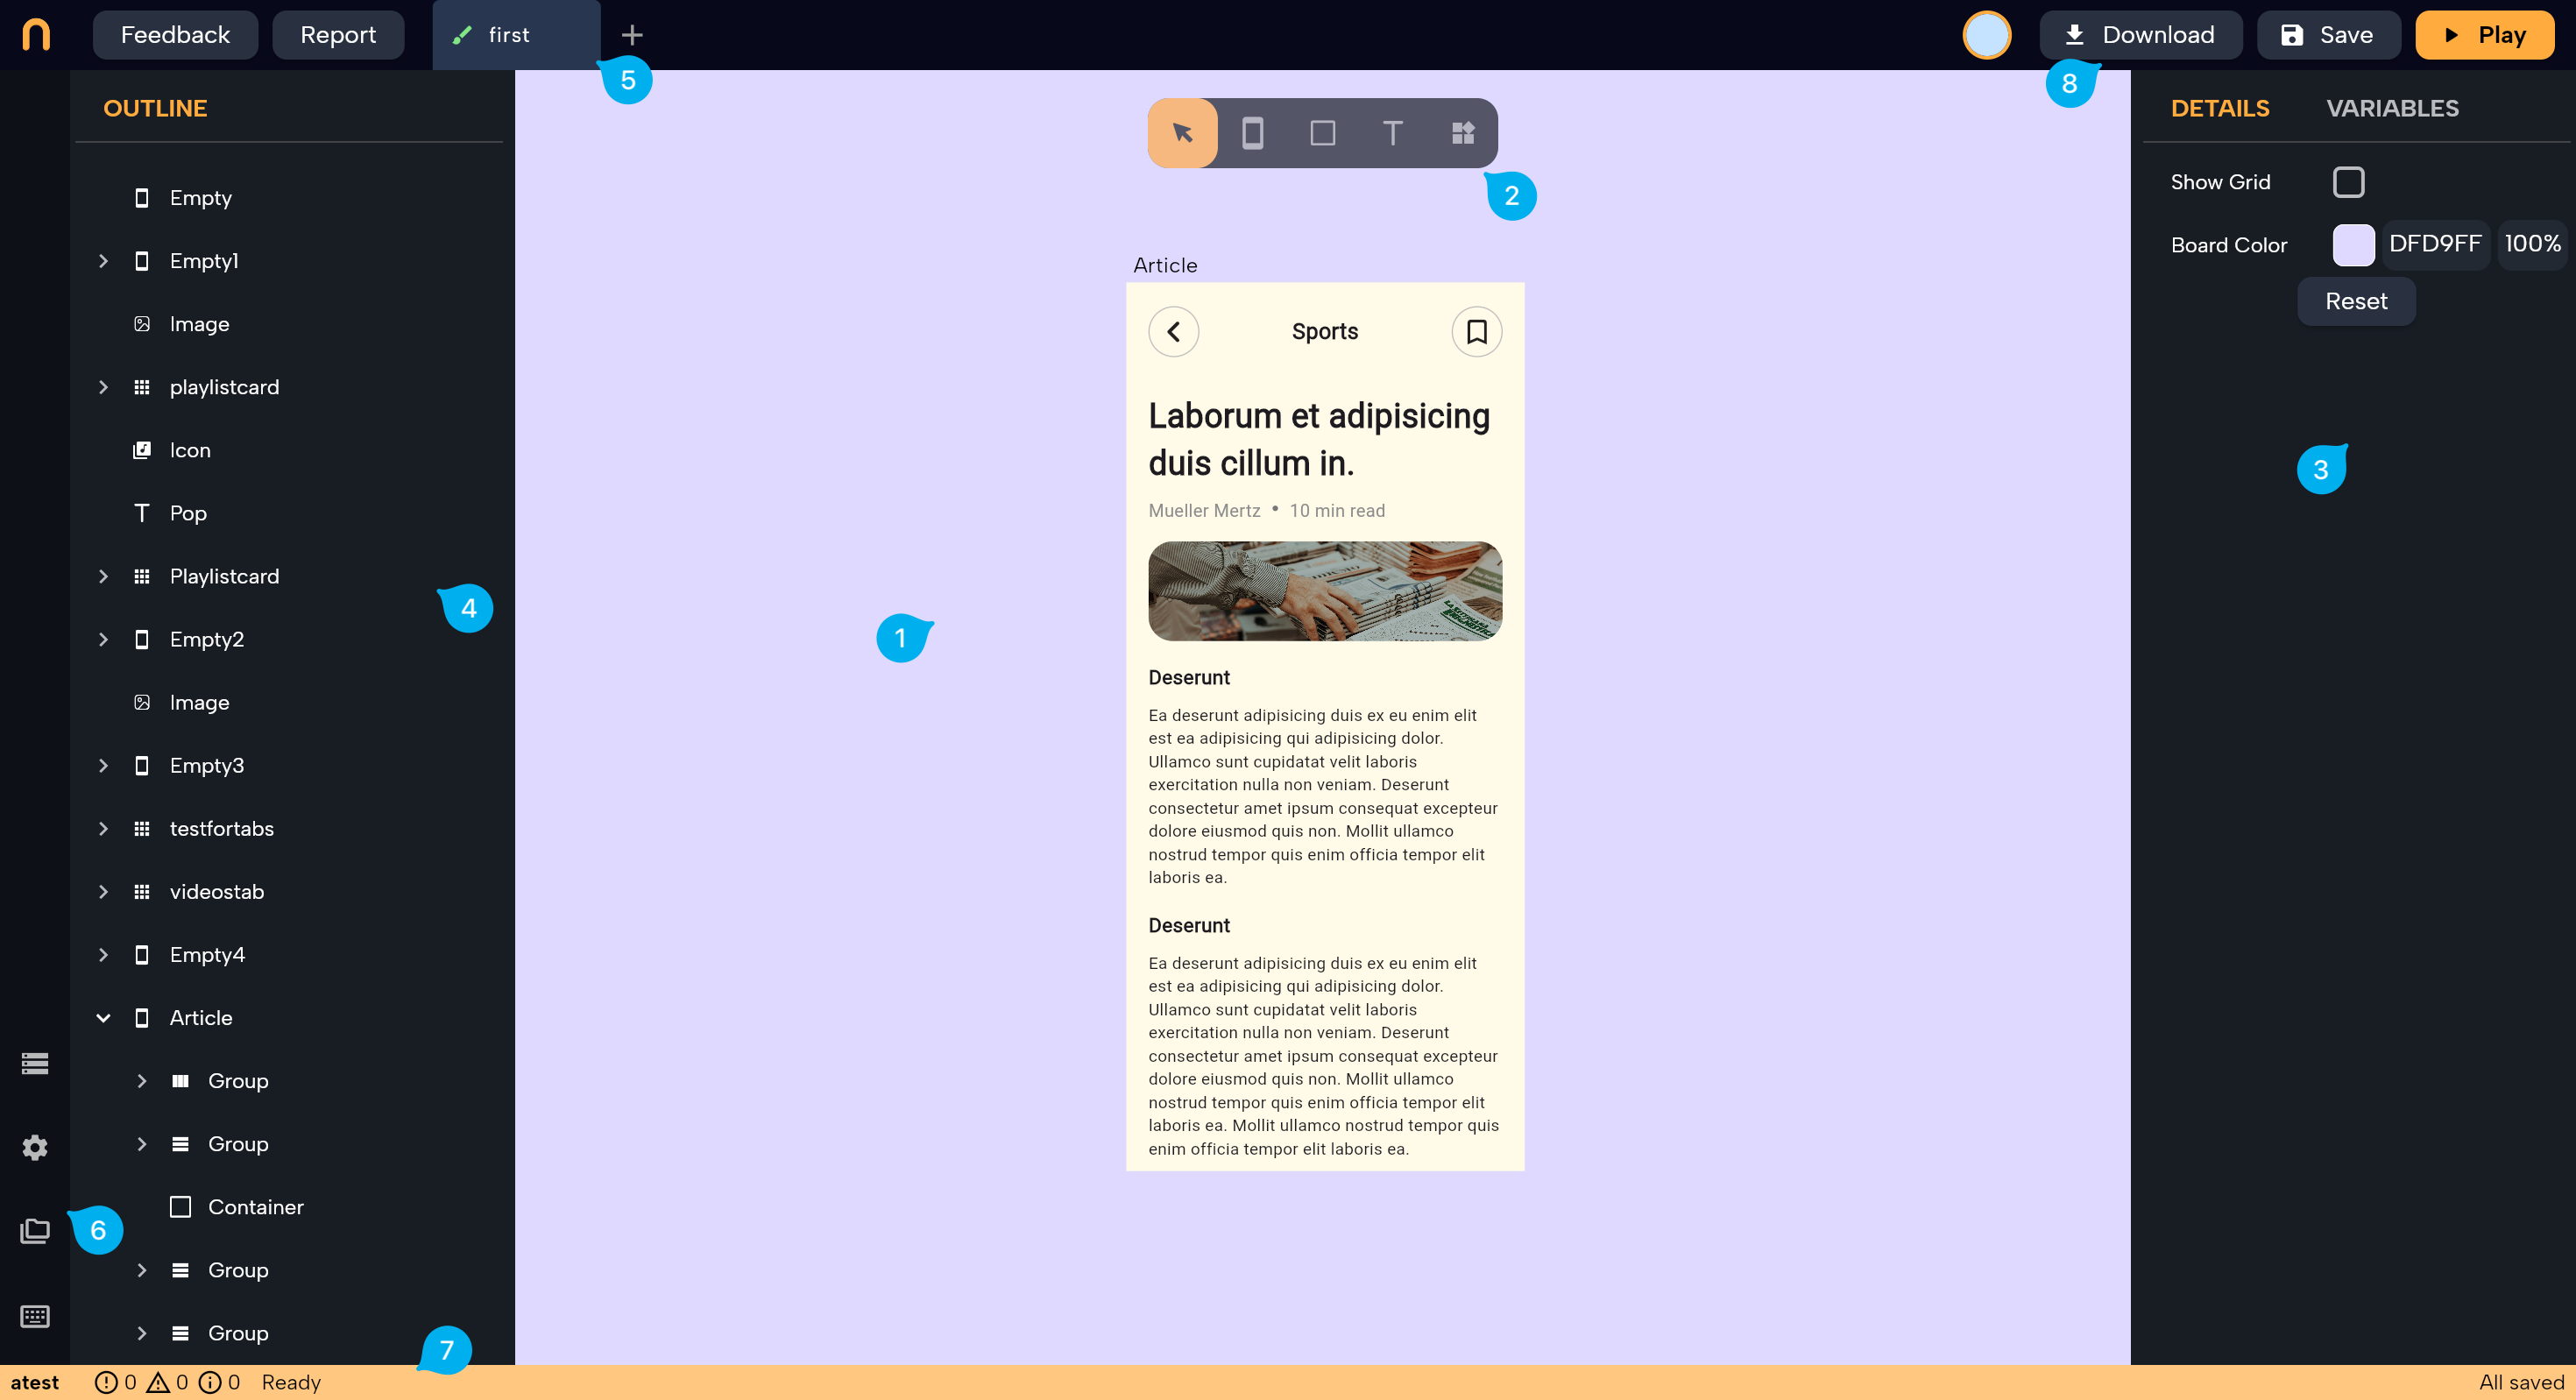 Feedback
Report
first
Download
Save
Play
5
8
OUTLINE
Empty
Empty1
Image
playlistcard
Icon
Pop
Playlistcard
4
Empty2
Image
Empty3
testfortabs
videostab
Empty4
Article
Group
Group
Container
6
Group
Group
7
2
1
Article
Sports
Laborum et adipisicing
duis cillum in.
Mueller Mertz • 10 min read
Deserunt
Ea deserunt adipisicing duis ex eu enim elit
est ea adipisicing qui adipisicing dolor.
Ullamco sunt cupidatat velit laboris
exercitation nulla non veniam. Deserunt
consectetur amet ipsum consequat excepteur
dolore eiusmod quis non. Mollit ullamco
nostrud tempor quis enim officia tempor elit
laboris ea.
Deserunt
Ea deserunt adipisicing duis ex eu enim elit
est ea adipisicing qui adipisicing dolor.
Ullamco sunt cupidatat velit laboris
exercitation nulla non veniam. Deserunt
consectetur amet ipsum consequat excepteur
dolore eiusmod quis non. Mollit ullamco
nostrud tempor quis enim officia tempor elit
laboris ea. Mollit ullamco nostrud tempor quis
enim officia tempor elit laboris ea.
DETAILS VARIABLES
Show Grid
Board Color DFD9FF 100%
Reset
3
atest 0 0 0 Ready
All saved